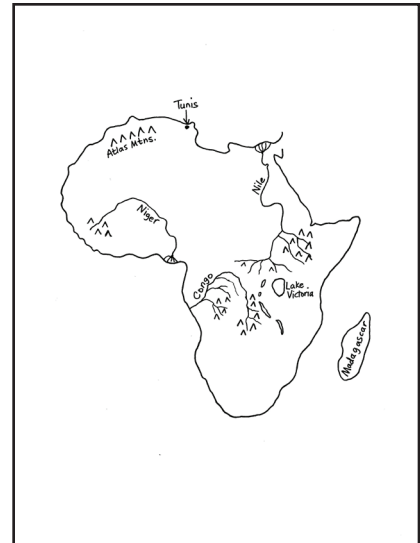 Tunis
Atlas Mtns.
Niger
Nile
Congo
Lake
Victoria
Madagascar